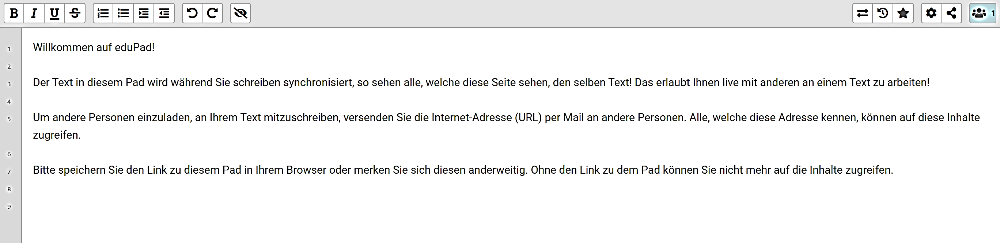 B I U S 1
1 Willkommen auf eduPad!
2
3 Der Text in diesem Pad wird während Sie schreiben synchronisiert, so sehen alle, welche diese Seite sehen, den selben Text! Das erlaubt Ihnen live mit anderen an einem Text zu arbeiten!
4
5 Um andere Personen einzuladen, an Ihrem Text mitzuschreiben, versenden Sie die Internet-Adresse (URL) per Mail an andere Personen. Alle, welche diese Adresse kennen, können auf diese Inhalte
zugreifen.
6
7 Bitte speichern Sie den Link zu diesem Pad in Ihrem Browser oder merken Sie sich diesen anderweitig. Ohne den Link zu dem Pad können Sie nicht mehr auf die Inhalte zugreifen.
8
9